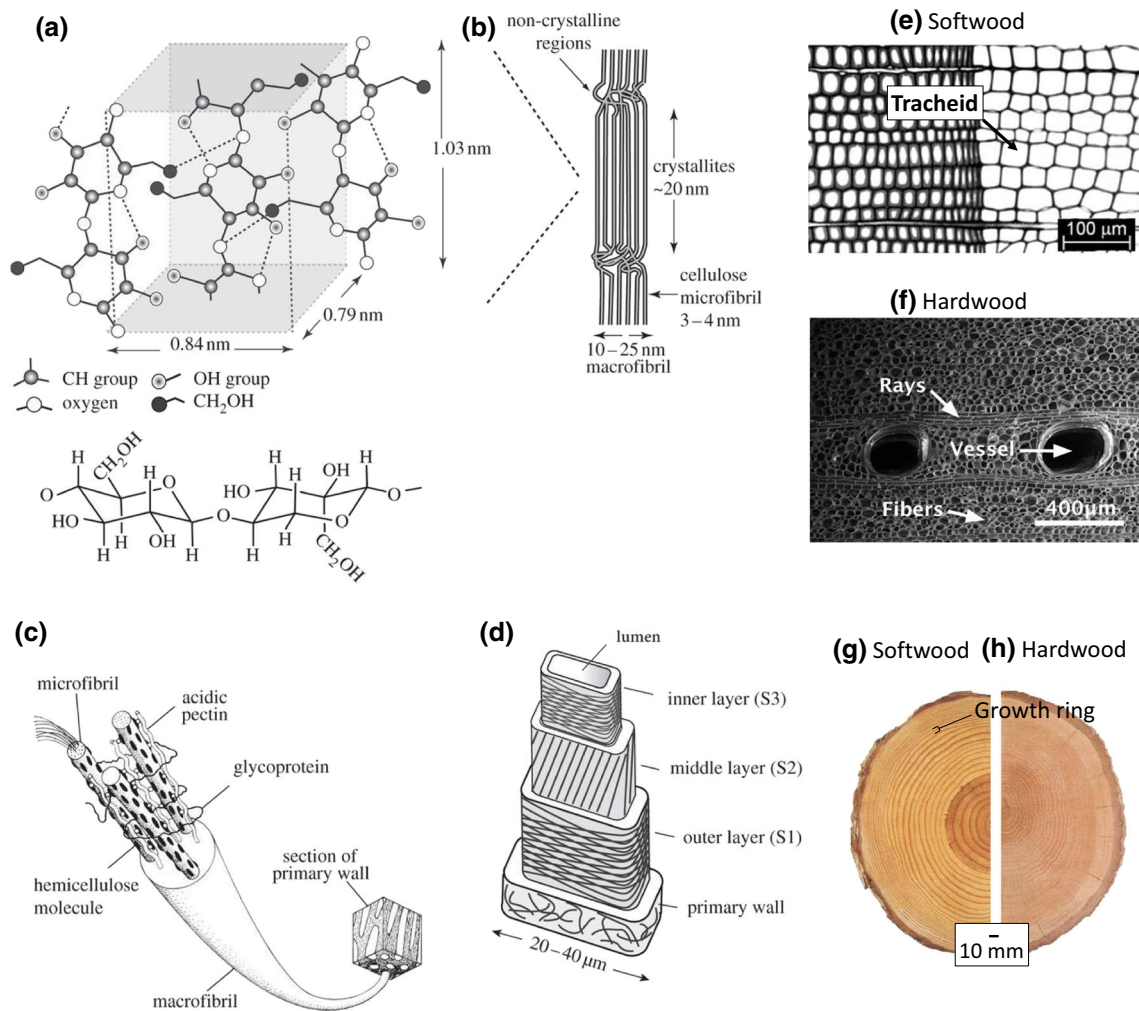 (a)
1.03 nm
0.79 nm
0.84 nm
CH group
OH group
oxygen
CH₂OH
CH₂OH
H
H
H
O
O
HO
OH
H
H
O
H
OH
H
HO
O
O
H
H
CH₂OH
(b)
non-crystalline
regions
crystallites
~20 nm
cellulose
microfibril
3–4 nm
10–25 nm
macrofibril
(c)
microfibril
acidic
pectin
glycoprotein
hemicellulose
molecule
section of
primary wall
macrofibril
(d)
lumen
inner layer (S3)
middle layer (S2)
outer layer (S1)
primary wall
20–40 μm
(e) Softwood
Tracheid
100 μm
(f) Hardwood
Rays
Vessel
Fibers
400μm
(g) Softwood
(h) Hardwood
Growth ring
10 mm